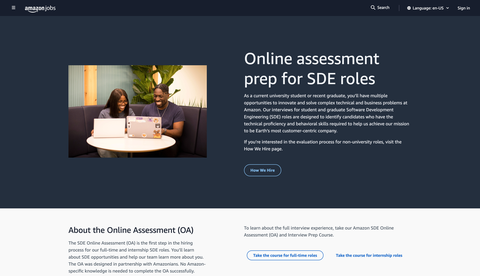 amazon jobs
Search
Language: en-US
Sign in
Online assessment
prep for SDE roles
As a current university student or recent graduate, you'll have multiple
opportunities to innovate and solve complex technical and business problems at
Amazon. Our internship and student and graduate Software Development
Engineering (SDE) roles are designed to identify candidates who have the
technical proficiency and behavioral skills required to help us achieve our mission
to be Earth's most customer-centric company.
If you're interested in the evaluation process for non-university roles, visit the
How We Hire page.
How We Hire
About the Online Assessment (OA)
The SDE Online Assessment (OA) is the first step in the hiring
process for our full-time and internship SDE roles. You'll learn
about SDE opportunities and help our team learn more about you.
The OA was designed in partnership with Amazonians. No Amazon-
specific knowledge is needed to complete the OA successfully.
To learn about the full interview experience, take our Amazon SDE Online
Assessment (OA) and Interview Prep Course.
Take the course for full-time roles
Take the course for internship roles